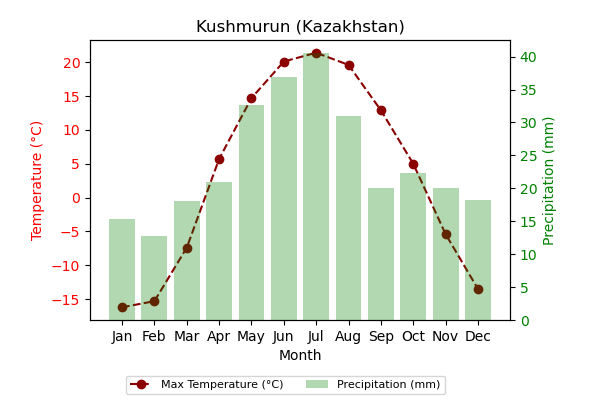 Kushmurun (Kazakhstan)
Temperature (°C)
20
15
10
5
0
−5
−10
−15
40
35
30
25
20
15
10
5
0
Precipitation (mm)
Jan Feb Mar Apr May Jun Jul Aug Sep Oct Nov Dec
Month
Max Temperature (°C) Precipitation (mm)